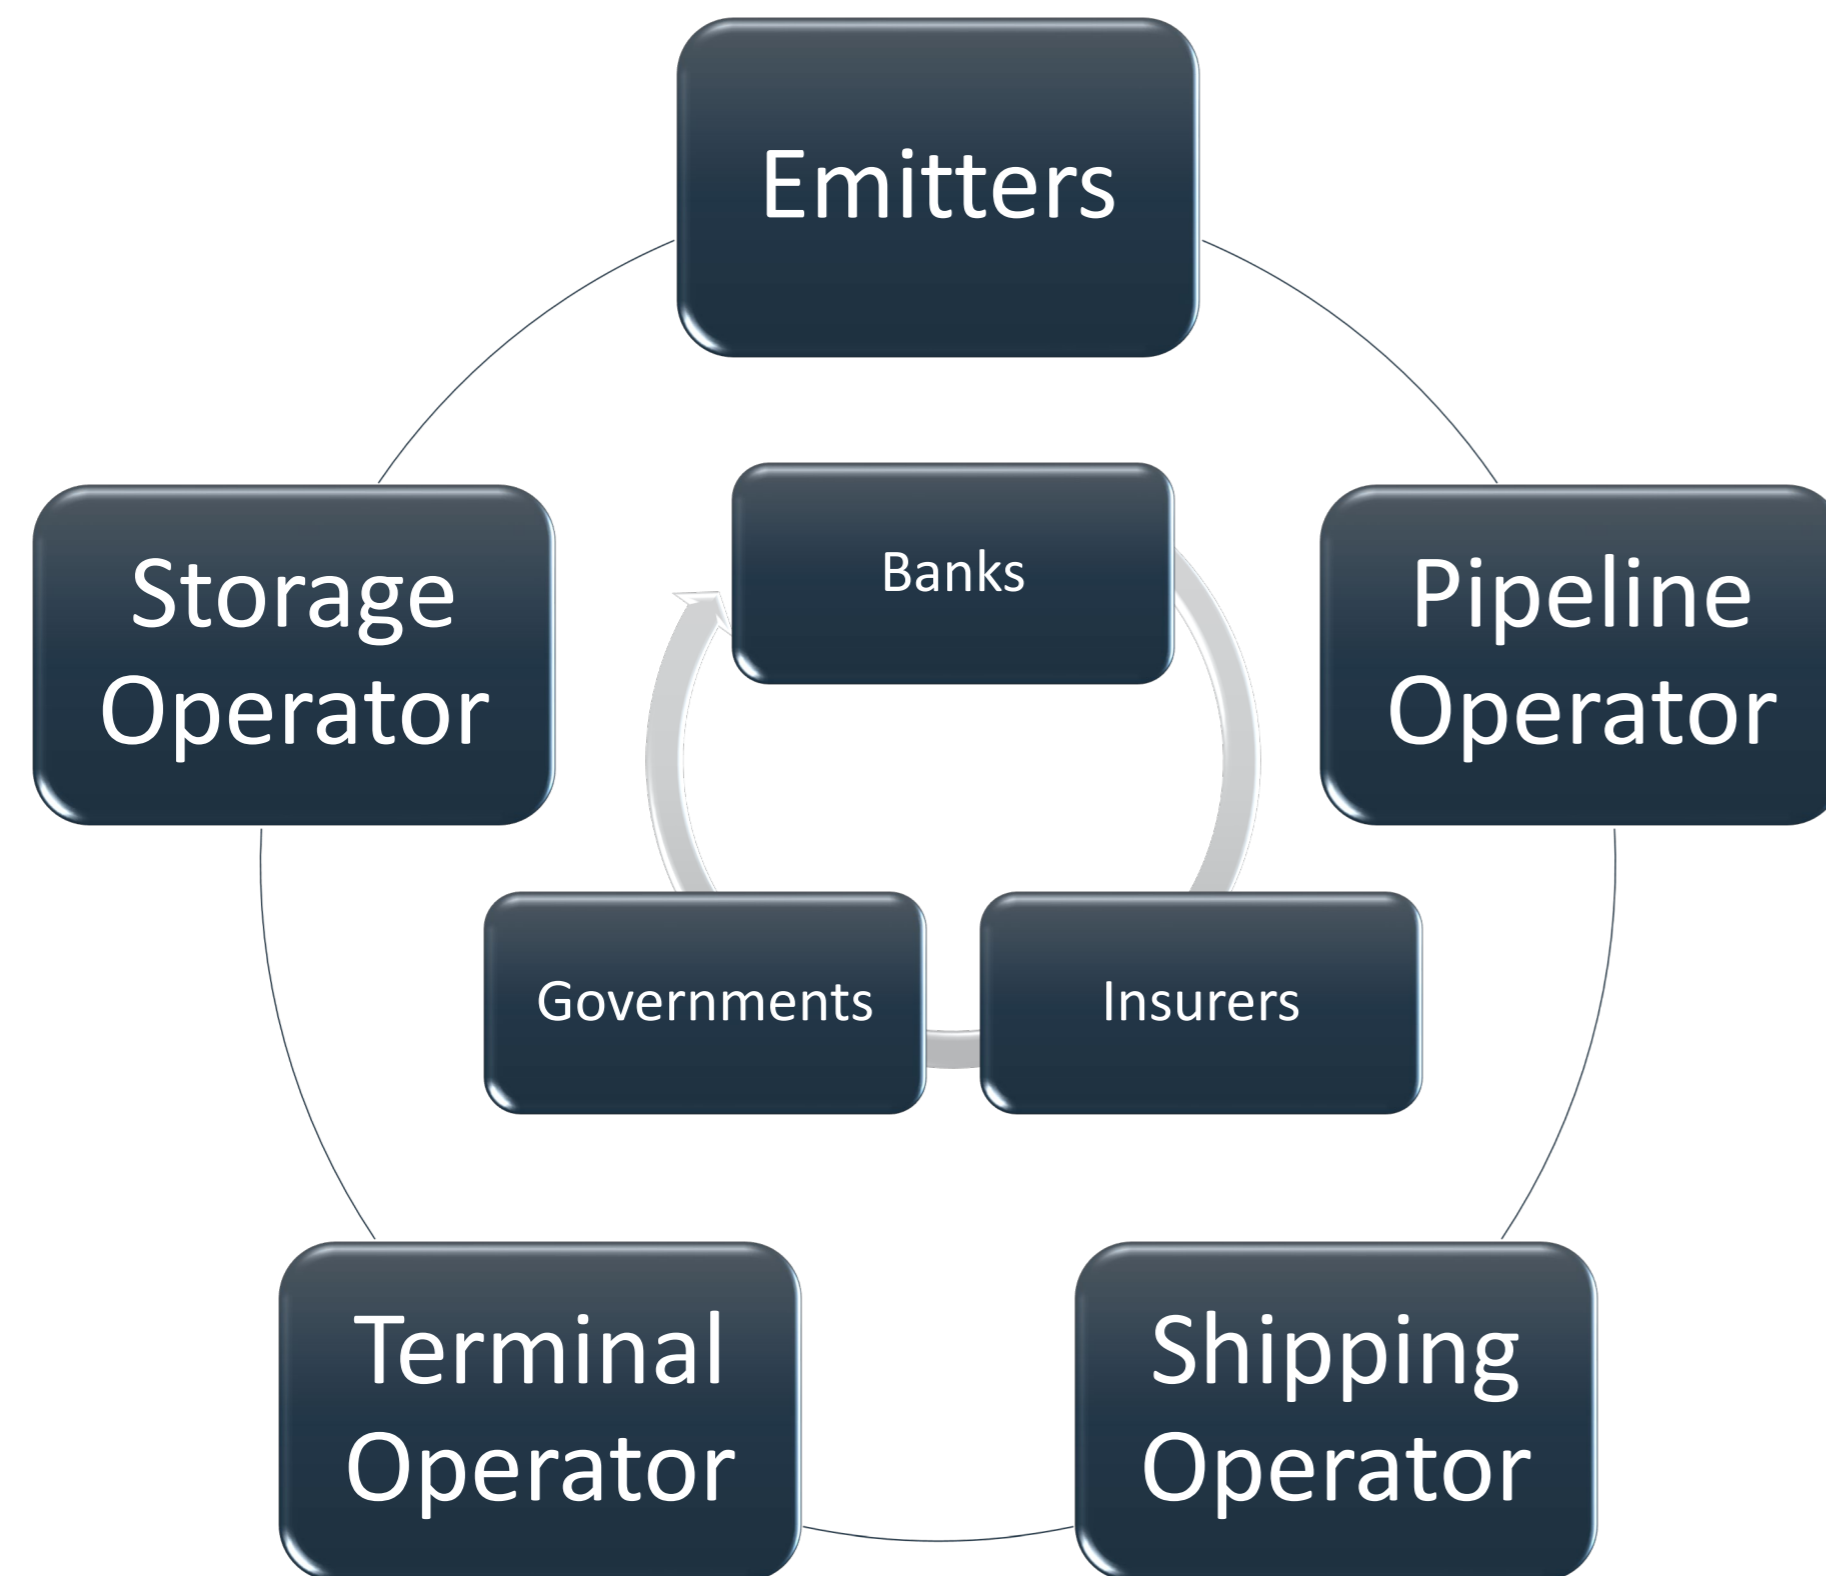 Emitters
Banks
Storage
Operator
Pipeline
Operator
Governments
Insurers
Terminal
Operator
Shipping
Operator